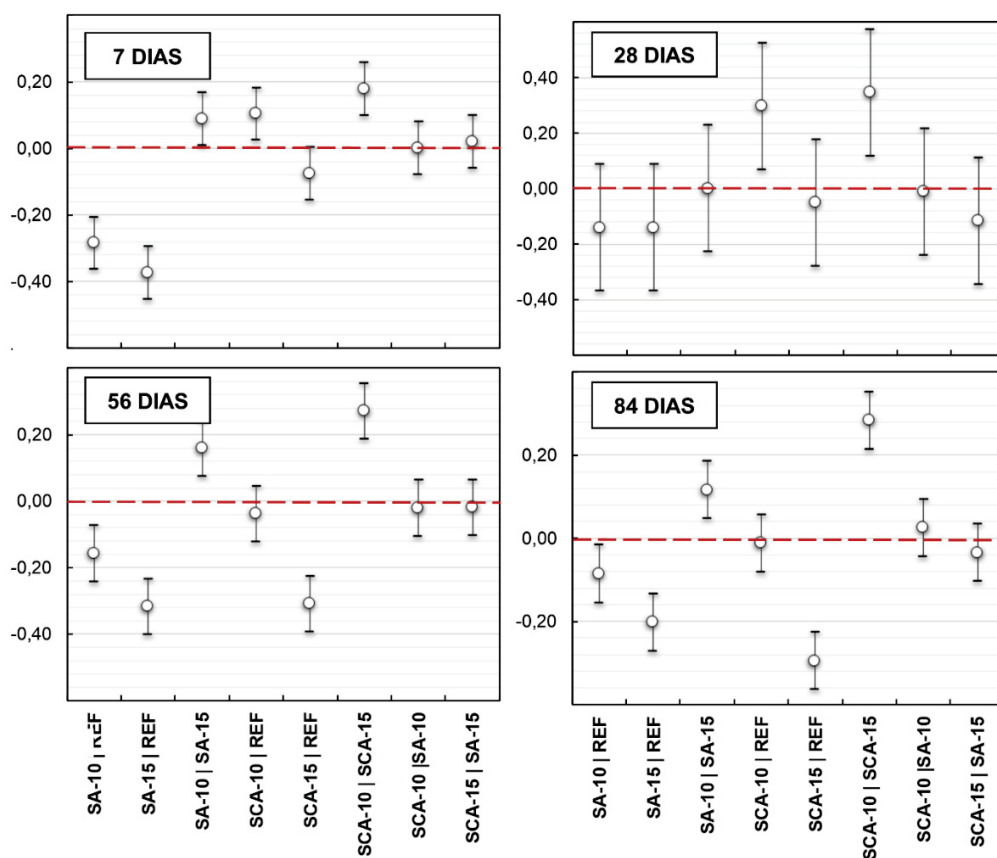 7 DIAS
0,20
0,00
-0,20
-0,40
28 DIAS
0,40
0,20
0,00
-0,20
-0,40
56 DIAS
0,20
0,00
-0,20
-0,40
84 DIAS
0,20
0,00
-0,20
SA-10 | REF
SA-15 | REF
SA-10 | SA-15
SCA-10 | REF
SCA-15 | REF
SCA-10 | SCA-15
SCA-10 |SA-10
SCA-15 | SA-15
SA-10 | REF
SA-15 | REF
SA-10 | SA-15
SCA-10 | REF
SCA-15 | REF
SCA-10 | SCA-15
SCA-10 |SA-10
SCA-15 | SA-15